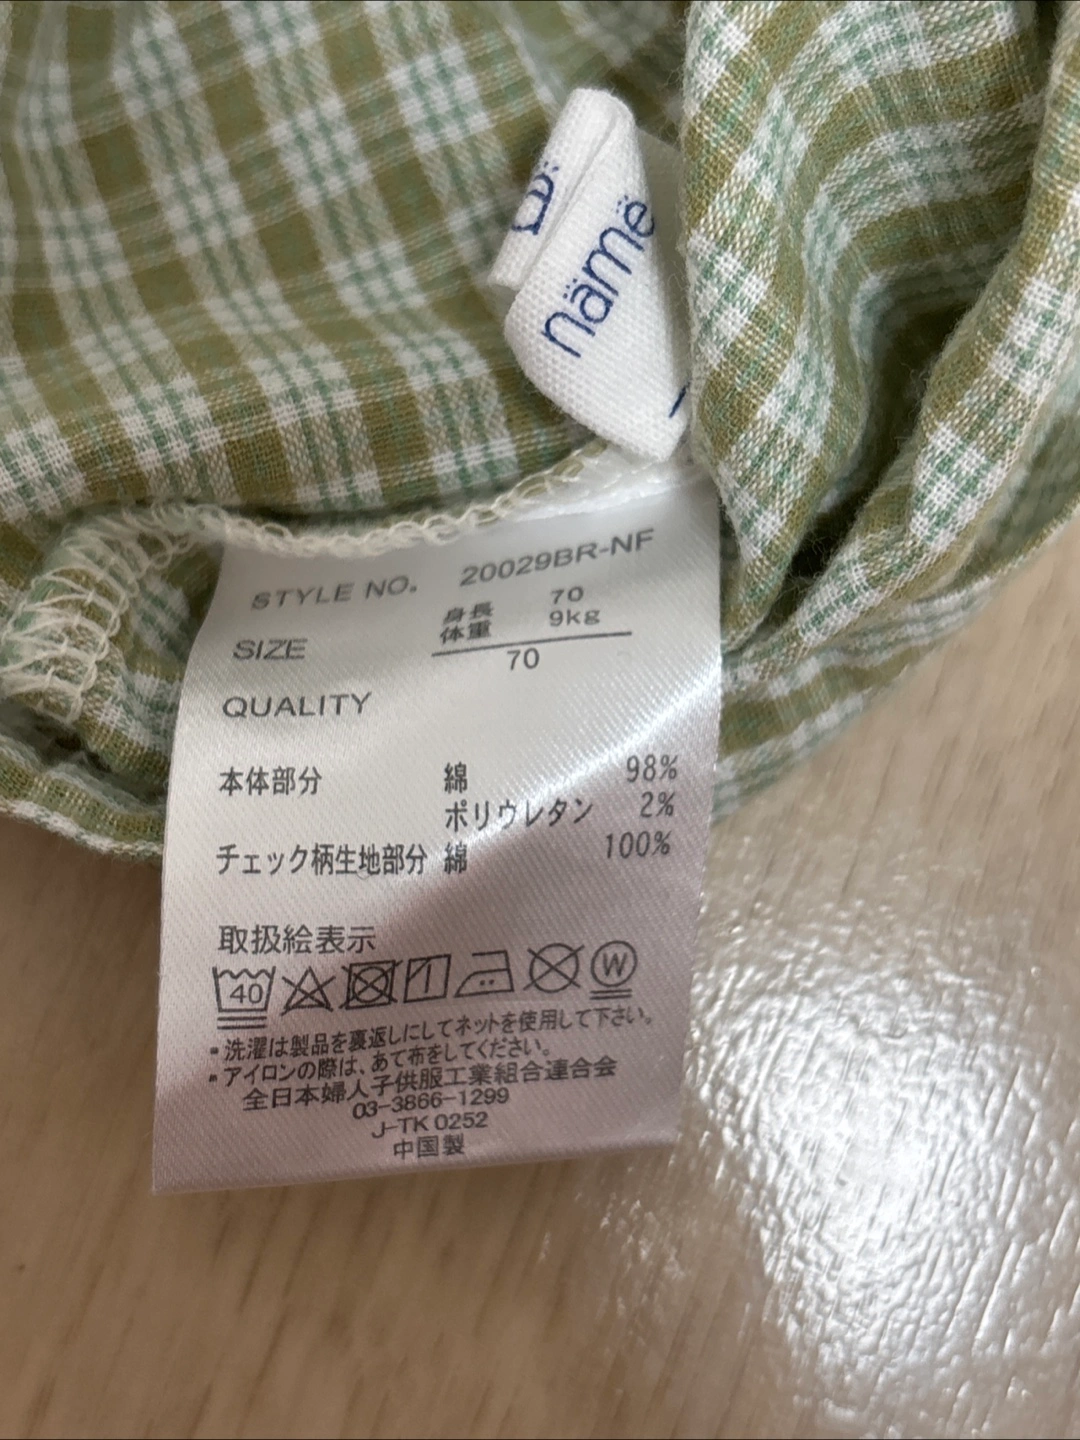 name
STYLE NO. 20029BR-NF
SIZE 身長 70
体重 9kg
70
QUALITY
本体部分 綿 98%
ポリウレタン 2%
チェック柄生地部分 綿 100%
取扱絵表示
40 W
・洗濯は製品を裏返しにしてネットを使用して下さい。
・アイロンの際は、あて布をしてください。
全日本婦人子供服工業組合連合会
03-3866-1299
J-TK 0252
中国製